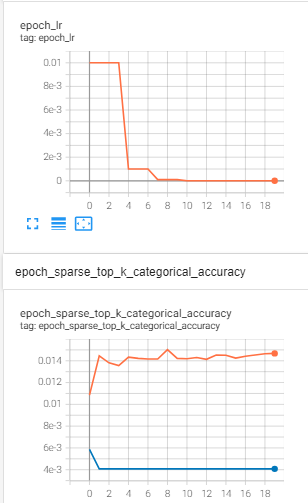 epoch_lr
tag: epoch_lr
0.01
8e-3
6e-3
4e-3
2e-3
0
0 2 4 6 8 10 12 14 16 18
epoch_sparse_top_k_categorical_accuracy
epoch_sparse_top_k_categorical_accuracy
tag: epoch_sparse_top_k_categorical_accuracy
0.014
0.012
0.01
8e-3
6e-3
4e-3
0 2 4 6 8 10 12 14 16 18